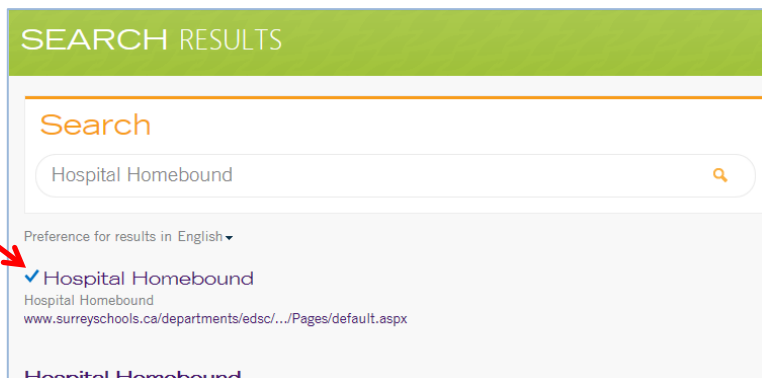 SEARCH RESULTS
Search
Hospital Homebound
Preference for results in English
Hospital Homebound
Hospital Homebound
www.surreyschools.ca/departments/edsc/.../Pages/default.aspx
Hospital Homebound